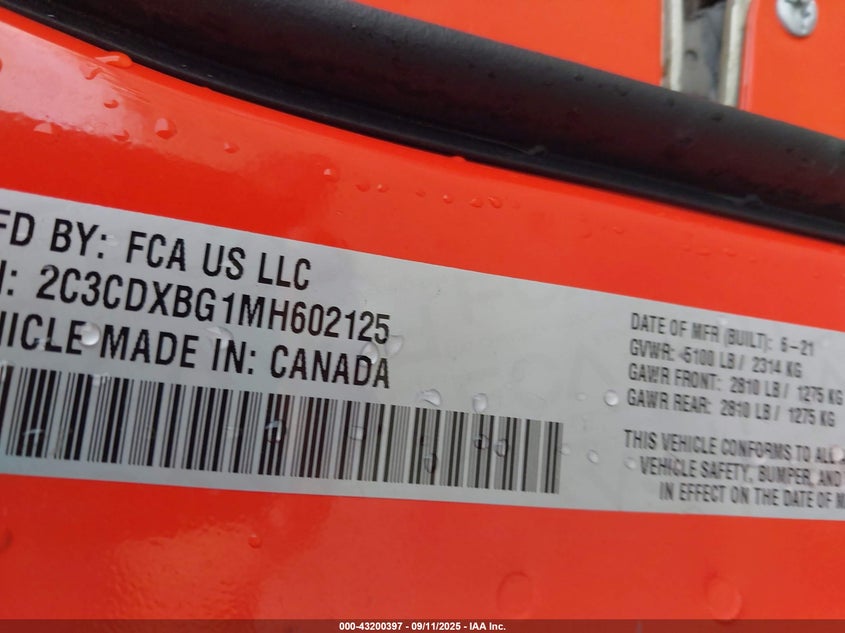 FD BY: FCA US LLC
: 2C3CDXBG1MH602125
HICLE MADE IN: CANADA
DATE OF MFR (BUILT): 6-21
GVWR: 5100 LB / 2314 KG
GAWR FRONT: 2810 LB / 1275 KG
GAWR REAR: 2810 LB / 1275 KG
THIS VEHICLE CONFORMS TO ALL
VEHICLE SAFETY, BUMPER, AND
IN EFFECT ON THE DATE OF M
000-43200397 - 09/11/2025 - IAA Inc.